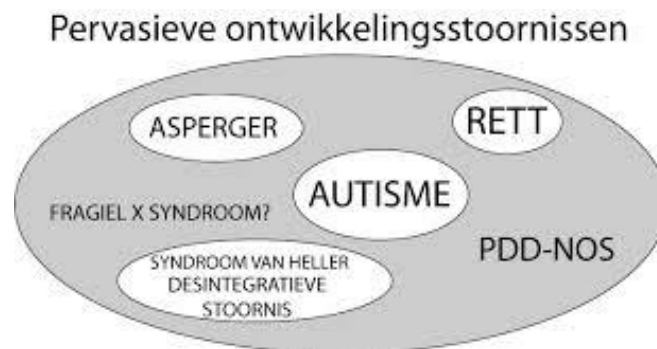 Pervasieve ontwikkelingsstoornissen
ASPERGER
RETT
AUTISME
FRAGIEL X SYNDROOM?
PDD-NOS
SYNDROOM VAN HELLER
DESINTEGRATIEVE
STOORNIS